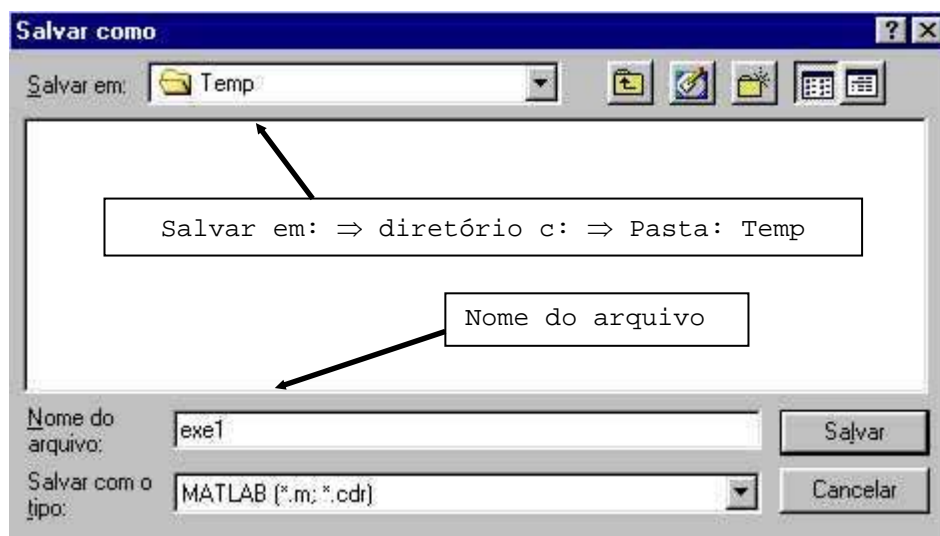 Salvar como
Salvar em: Temp
Salvar em: ⇒ diretório c: ⇒ Pasta: Temp
Nome do arquivo
Nome do
arquivo:
exe1
Salvar
Salvar com o
tipo:
MATLAB (*.m; *.cdr)
Cancelar